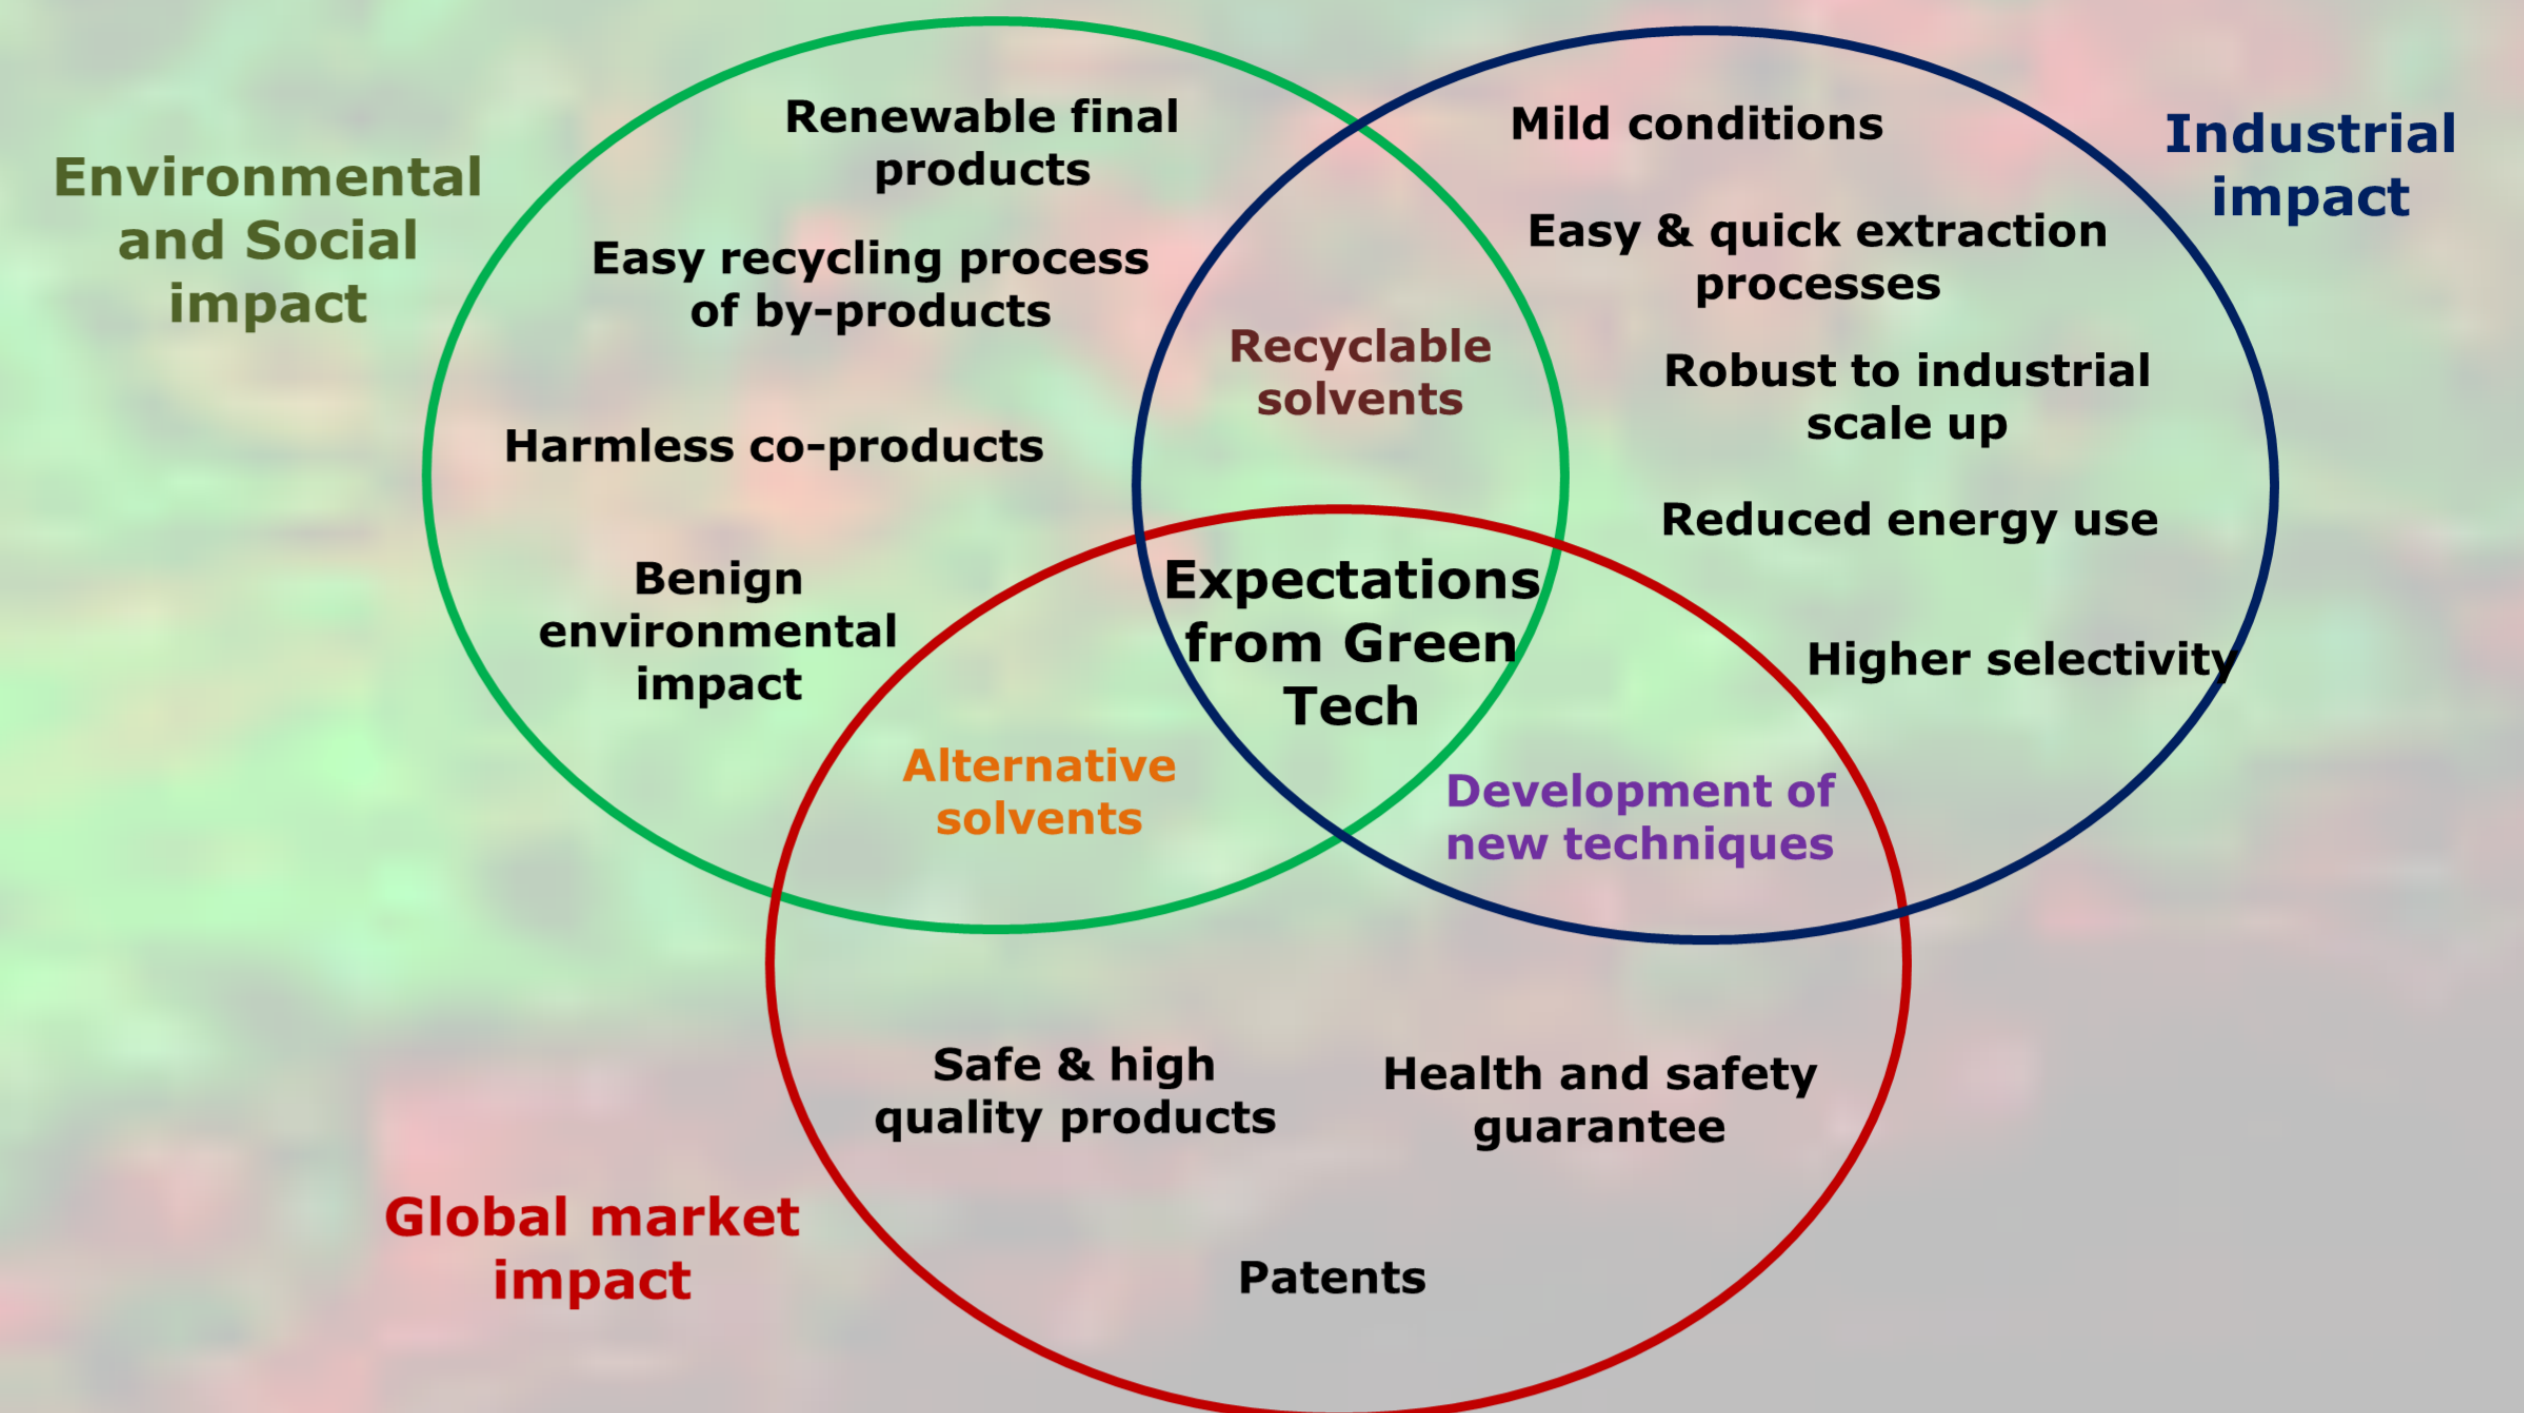 Environmental
and Social
impact
Renewable final
products
Easy recycling process
of by-products
Harmless co-products
Benign
environmental
impact
Recyclable
solvents
Mild conditions
Easy & quick extraction
processes
Robust to industrial
scale up
Reduced energy use
Higher selectivity
Industrial
impact
Expectations
from Green
Tech
Alternative
solvents
Development of
new techniques
Safe & high
quality products
Health and safety
guarantee
Patents
Global market
impact